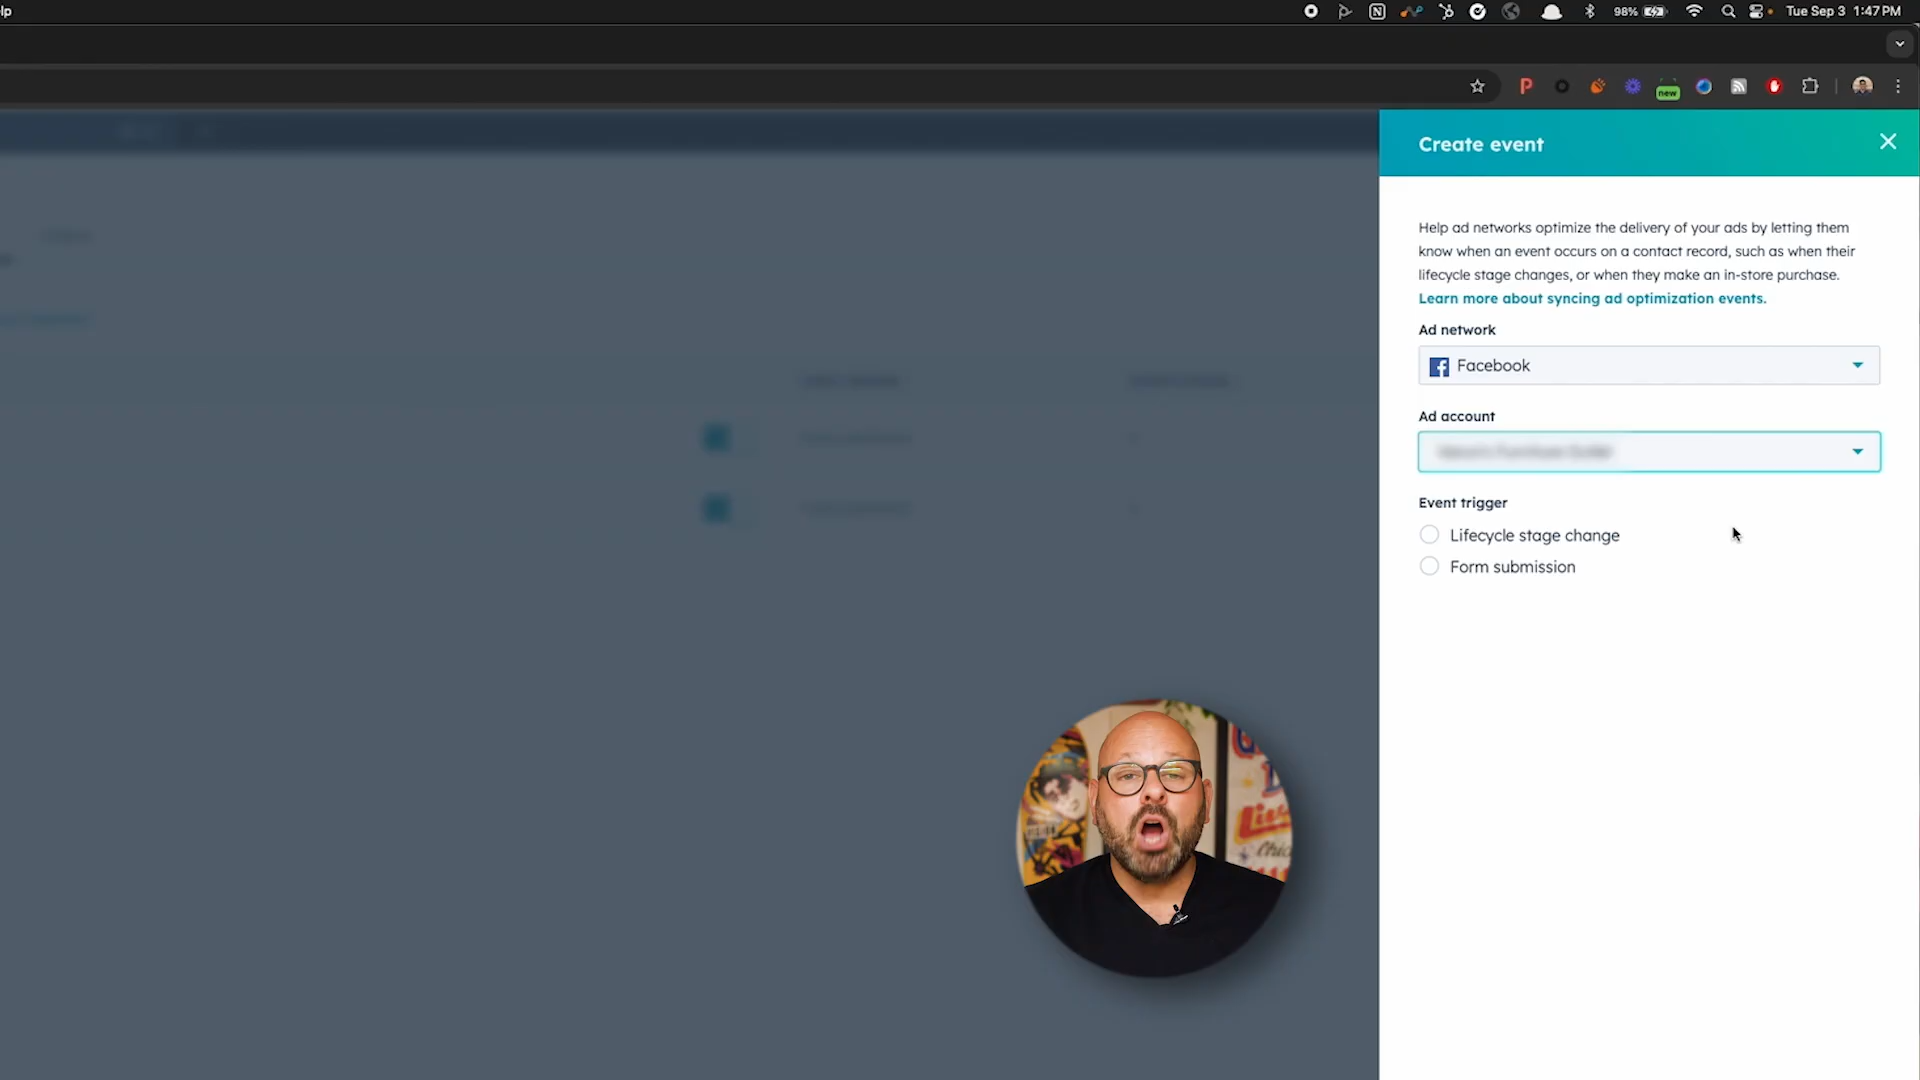 lp
98%
Tue Sep 3 1:47 PM
new
Create event
Help ad networks optimize the delivery of your ads by letting them
know when an event occurs on a contact record, such as when their
lifecycle stage changes, or when they make an in-store purchase.
Learn more about syncing ad optimization events.
Ad network
Facebook
Ad account
Event trigger
Lifecycle stage change
Form submission